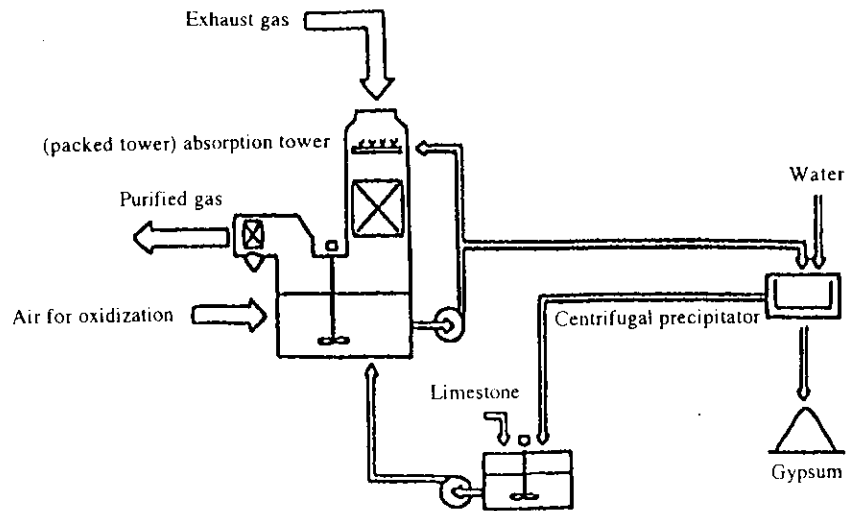 Exhaust gas
(packed tower) absorption tower
Water
Purified gas
Air for oxidization
Centrifugal precipitator
Limestone
Gypsum